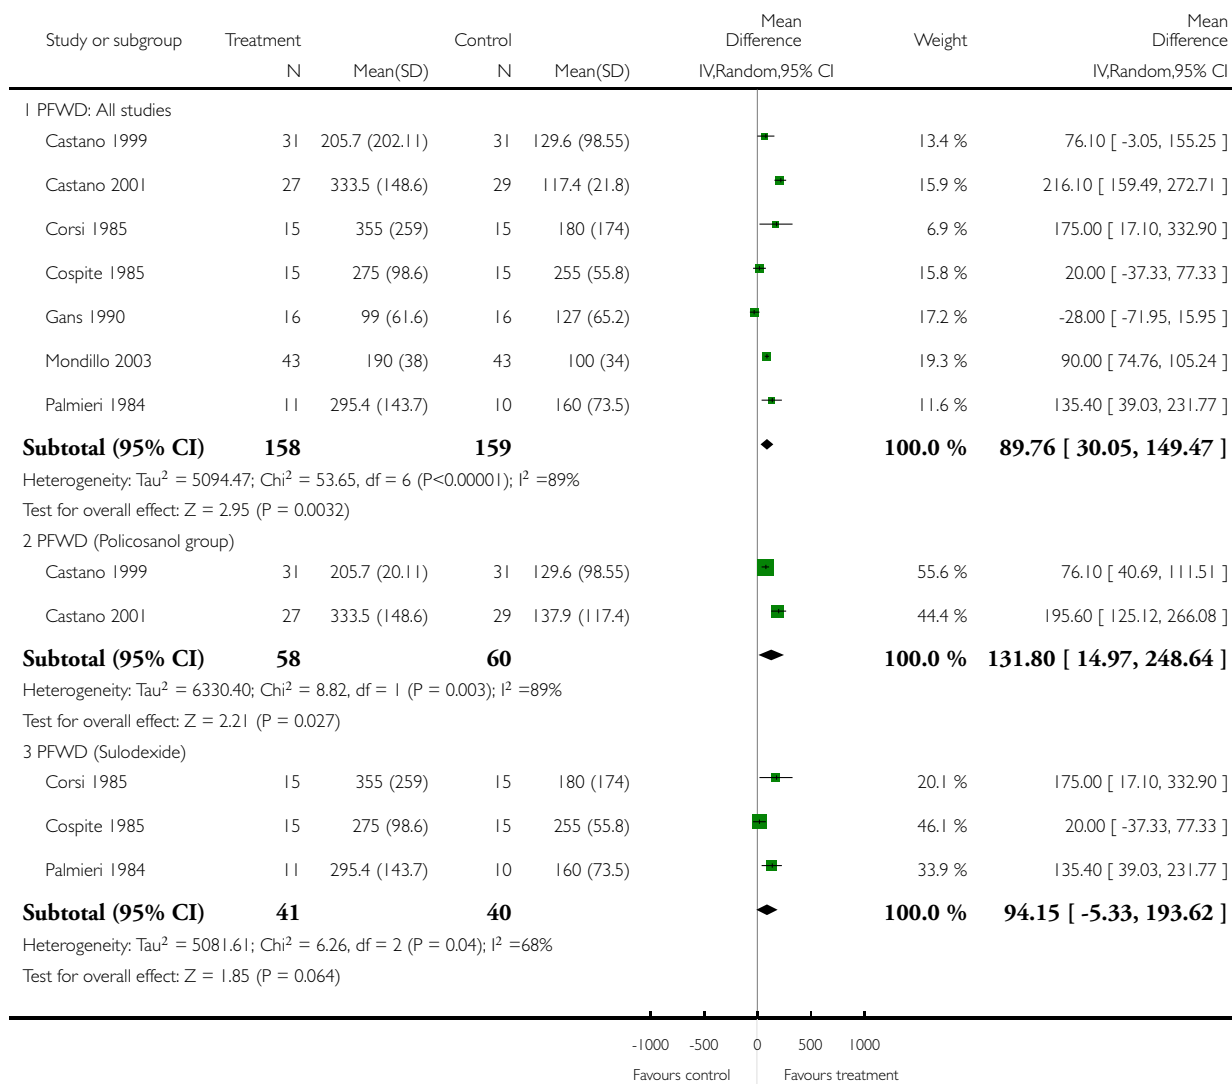 Study or subgroup Treatment Control Mean Difference Weight Mean Difference
N Mean(SD) N Mean(SD) IV,Random,95% CI IV,Random,95% CI
1 PFWD: All studies
Castano 1999 31 205.7 (202.11) 31 129.6 (98.55) 13.4 % 76.10 [ -3.05, 155.25 ]
Castano 2001 27 333.5 (148.6) 29 117.4 (21.8) 15.9 % 216.10 [ 159.49, 272.71 ]
Corsi 1985 15 355 (259) 15 180 (174) 6.9 % 175.00 [ 17.10, 332.90 ]
Cospite 1985 15 275 (98.6) 15 255 (55.8) 15.8 % 20.00 [ -37.33, 77.33 ]
Gans 1990 16 99 (61.6) 16 127 (65.2) 17.2 % -28.00 [ -71.95, 15.95 ]
Mondillo 2003 43 190 (38) 43 100 (34) 19.3 % 90.00 [ 74.76, 105.24 ]
Palmieri 1984 11 295.4 (143.7) 10 160 (73.5) 11.6 % 135.40 [ 39.03, 231.77 ]
Subtotal (95% CI) 158 159 100.0 % 89.76 [ 30.05, 149.47 ]
Heterogeneity: Tau² = 5094.47; Chi² = 53.65, df = 6 (P<0.00001); I² =89%
Test for overall effect: Z = 2.95 (P = 0.0032)
2 PFWD (Policosanol group)
Castano 1999 31 205.7 (20.11) 31 129.6 (98.55) 55.6 % 76.10 [ 40.69, 111.51 ]
Castano 2001 27 333.5 (148.6) 29 137.9 (117.4) 44.4 % 195.60 [ 125.12, 266.08 ]
Subtotal (95% CI) 58 60 100.0 % 131.80 [ 14.97, 248.64 ]
Heterogeneity: Tau² = 6330.40; Chi² = 8.82, df = 1 (P = 0.003); I² =89%
Test for overall effect: Z = 2.21 (P = 0.027)
3 PFWD (Sulodexide)
Corsi 1985 15 355 (259) 15 180 (174) 20.1 % 175.00 [ 17.10, 332.90 ]
Cospite 1985 15 275 (98.6) 15 255 (55.8) 46.1 % 20.00 [ -37.33, 77.33 ]
Palmieri 1984 11 295.4 (143.7) 10 160 (73.5) 33.9 % 135.40 [ 39.03, 231.77 ]
Subtotal (95% CI) 41 40 100.0 % 94.15 [ -5.33, 193.62 ]
Heterogeneity: Tau² = 5081.61; Chi² = 6.26, df = 2 (P = 0.04); I² =68%
Test for overall effect: Z = 1.85 (P = 0.064)
-1000 -500 0 500 1000
Favours control Favours treatment